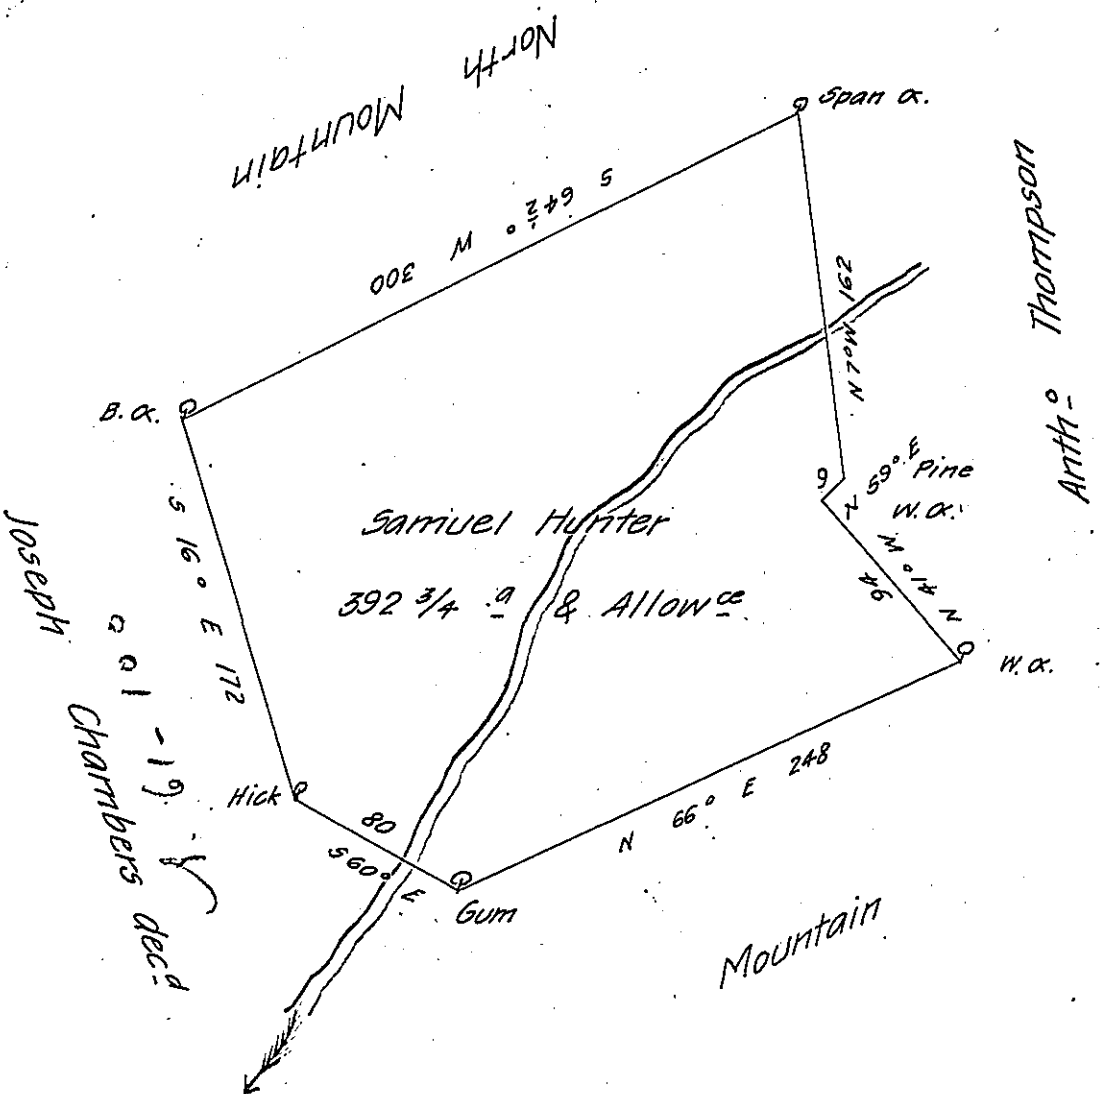 North
Mountain
Span α.
S 64½° W 300
N 7° W 162
Anth⁰ Thompson
B. α.
59° E Pine
9
N
W. α.
Samuel Hunter
392 3/4 a & Allowce
S 16° E 172
N 41° W
94
W. α.
Joseph
Chambers decd
Hick
80
S 60° E
Gum
N 66° E 248
Mountain